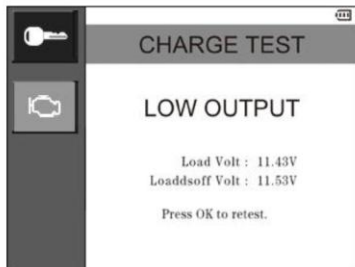 CHARGE TEST
LOW OUTPUT
Load Volt : 11.43V
Loaddsoff Volt : 11.53V
Press OK to retest.